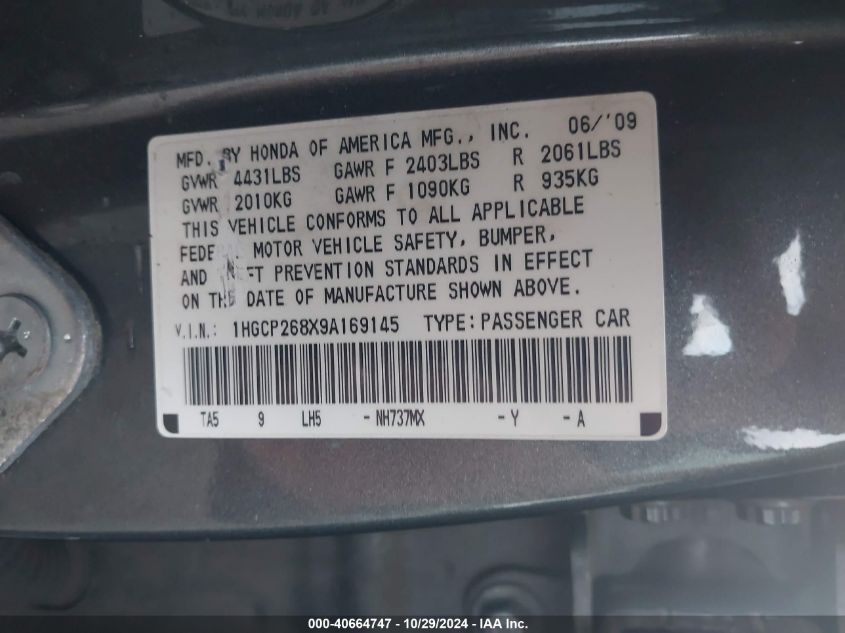 MFD. BY HONDA OF AMERICA MFG., INC. 06/'09
GVWR 4431LBS GAWR F 2403LBS R 2061LBS
GVWR 2010KG GAWR F 1090KG R 935KG
THIS VEHICLE CONFORMS TO ALL APPLICABLE
FEDE MOTOR VEHICLE SAFETY, BUMPER,
AND PREVENTION STANDARDS IN EFFECT
ON THE DATE OF MANUFACTURE SHOWN ABOVE.
V.I.N.: 1HGCP268X9A169145 TYPE: PASSENGER CAR
TA5 9 LH5 - NH737MX - Y - A
000-40664747 - 10/29/2024 - IAA Inc.